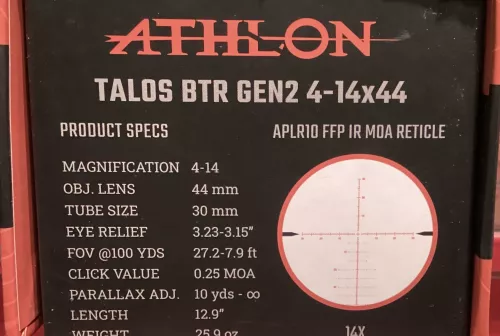 ATHLON
TALOS BTR GEN2 4-14x44
PRODUCT SPECS
MAGNIFICATION 4-14
OBJ. LENS 44 mm
TUBE SIZE 30 mm
EYE RELIEF 3.23-3.15"
FOV @100 YDS 27.2-7.9 ft
CLICK VALUE 0.25 MOA
PARALLAX ADJ. 10 yds - ∞
LENGTH 12.9"
WEIGHT 25.9 oz
APLR10 FFP IR MOA RETICLE
14X